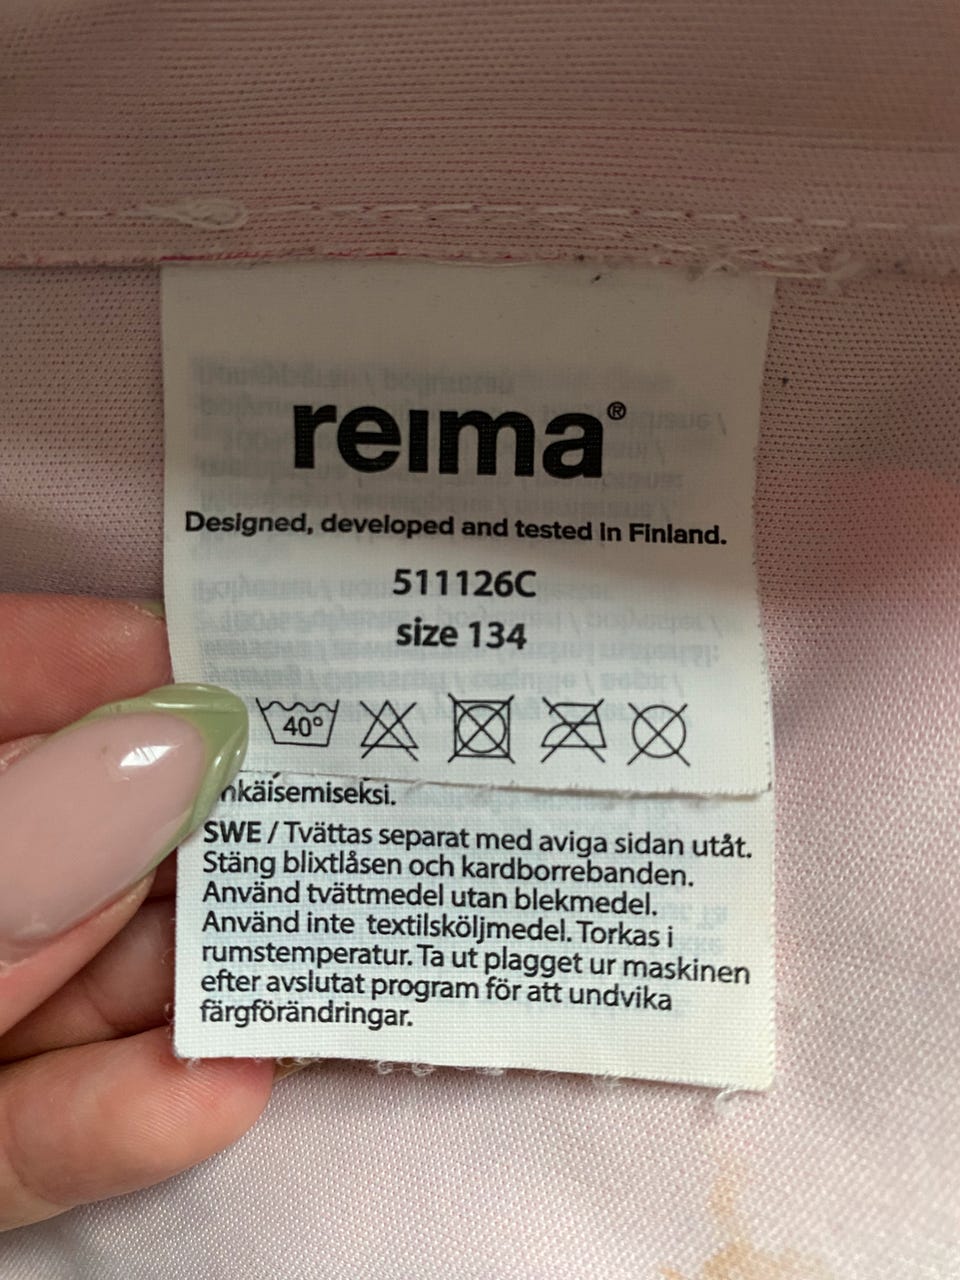 reima®
Designed, developed and tested in Finland.
511126C
size 134
40°
SWE / Tvättas separat med aviga sidan utåt.
Stäng blixtlåsen och kardborrebanden.
Använd tvättmedel utan blekmedel.
Använd inte textilsköljmedel. Torkas i
rumstemperatur. Ta ut plagget ur maskinen
efter avslutat program för att undvika
färgförändringar.